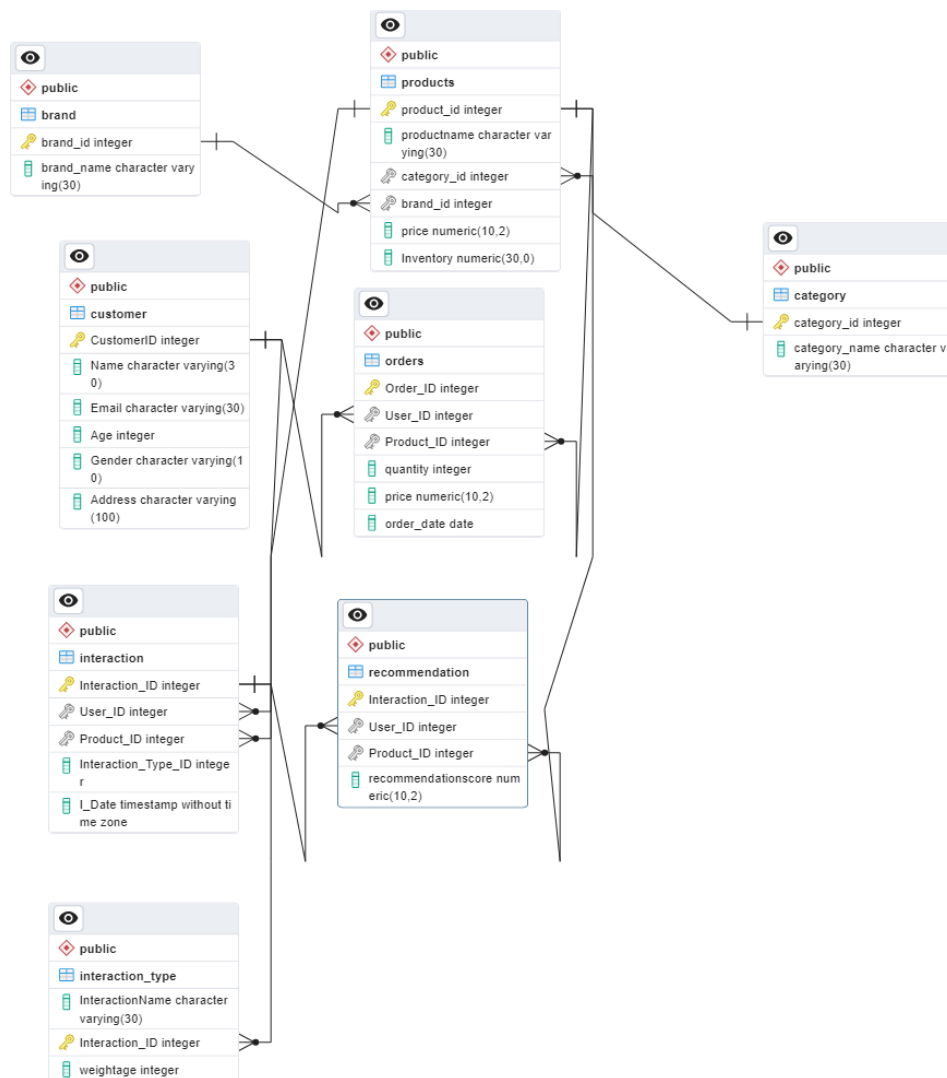 public
brand
brand_id integer
brand_name character vary
ing(30)
public
products
product_id integer
productname character var
ying(30)
category_id integer
brand_id integer
price numeric(10,2)
Inventory numeric(30,0)
public
category
category_id integer
category_name character v
arying(30)
public
customer
CustomerID integer
Name character varying(3
0)
Email character varying(30)
Age integer
Gender character varying(1
0)
Address character varying
(100)
public
orders
Order_ID integer
User_ID integer
Product_ID integer
quantity integer
price numeric(10,2)
order_date date
public
interaction
Interaction_ID integer
User_ID integer
Product_ID integer
Interaction_Type_ID intege
r
I_Date timestamp without ti
me zone
public
recommendation
Interaction_ID integer
User_ID integer
Product_ID integer
recommendationscore num
eric(10,2)
public
interaction_type
InteractionName character
varying(30)
Interaction_ID integer
weightage integer